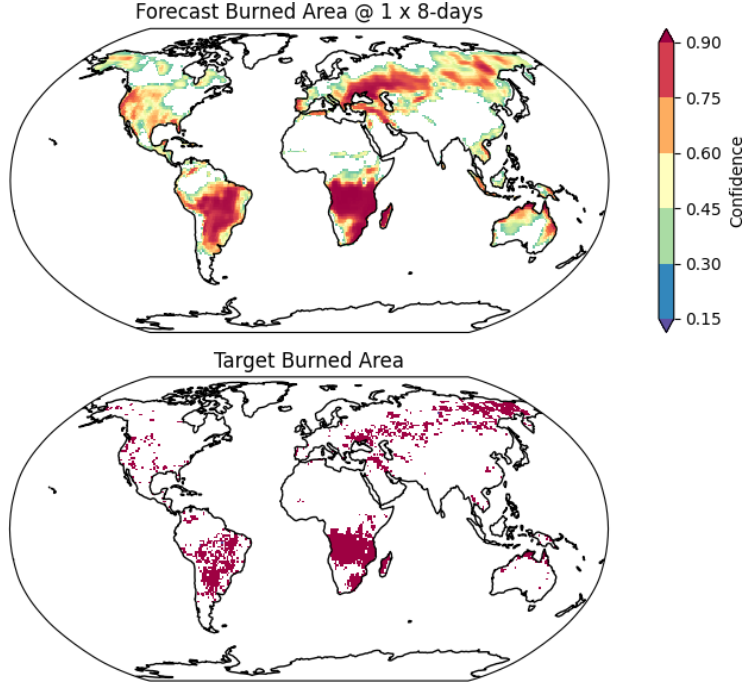 Forecast Burned Area @ 1 x 8-days
0.90
0.75
0.60
0.45
0.30
0.15
Confidence
Target Burned Area